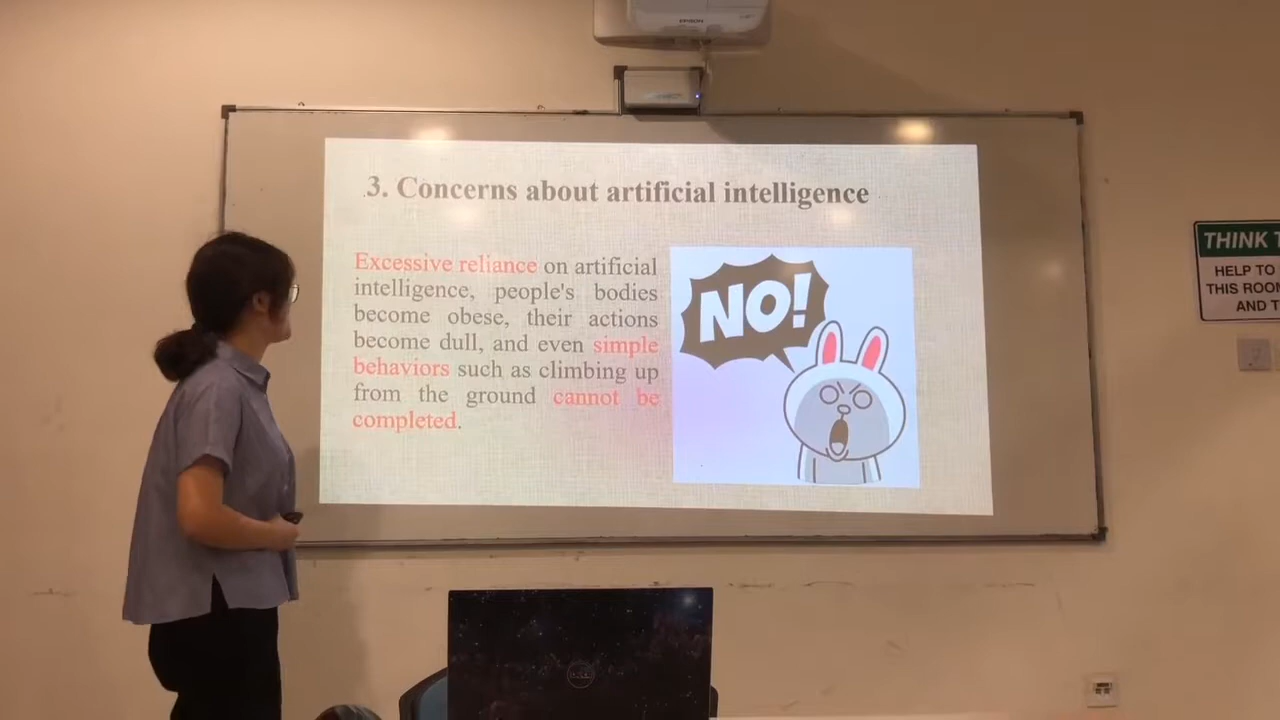 EPSON
3. Concerns about artificial intelligence
Excessive reliance on artificial
intelligence, people's bodies
become obese, their actions
become dull, and even simple
behaviors such as climbing up
from the ground cannot be
completed.
NO!
THINK
HELP TO
THIS ROOM
AND T
DELL